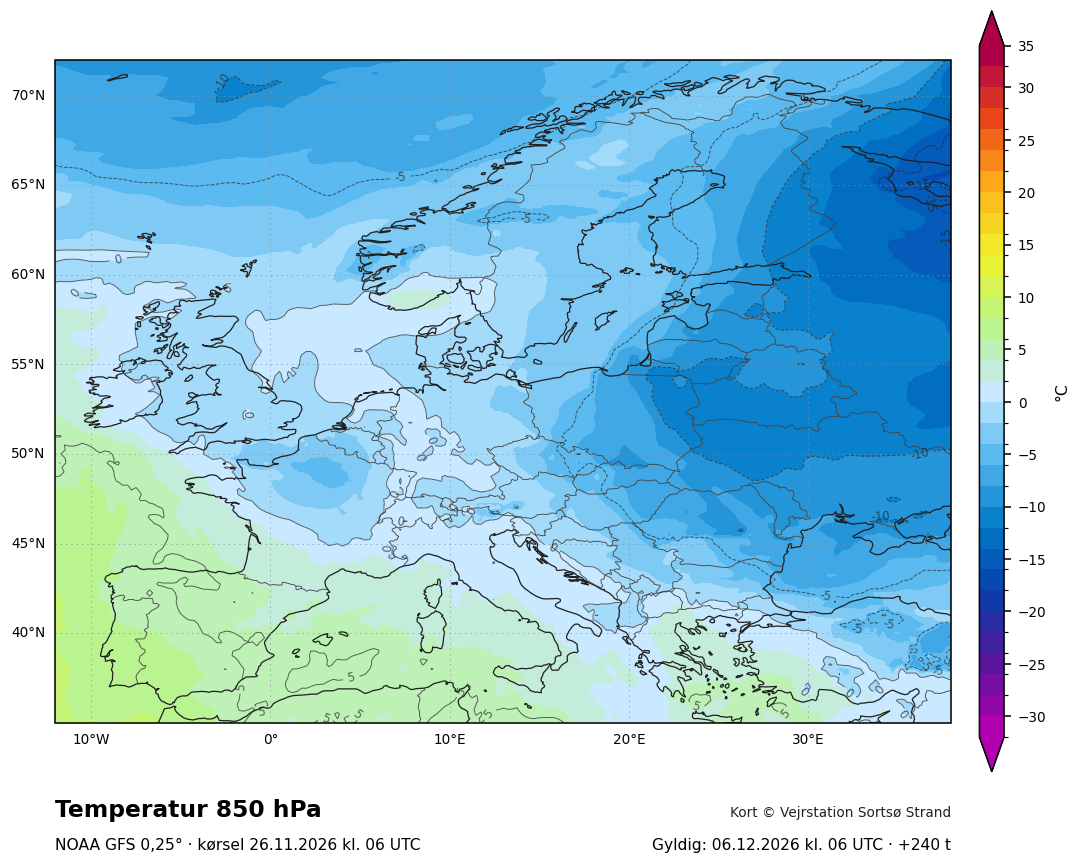 70°N
65°N
60°N
55°N
50°N
45°N
40°N
10°W
0°
10°E
20°E
30°E
35
30
25
20
15
10
5
0
−5
−10
−15
−20
−25
−30
°C
Temperatur 850 hPa
Kort © Vejrstation Sortsø Strand
NOAA GFS 0,25° · kørsel 26.11.2026 kl. 06 UTC
Gyldig: 06.12.2026 kl. 06 UTC · +240 t